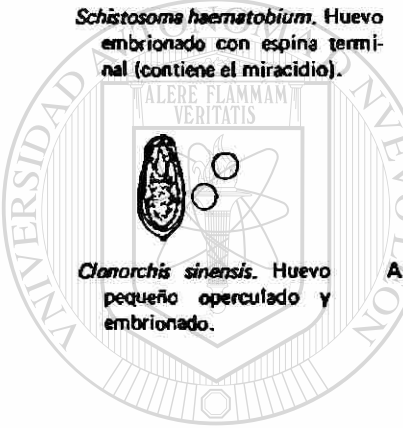 Schistosoma haematobium. Huevo
embrionado con espina termi-
nal (contiene el miracidio).
ALERE FLAMMAM
VERITATIS
Clonorchis sinensis. Huevo
pequeño operculado y
embrionado.
A